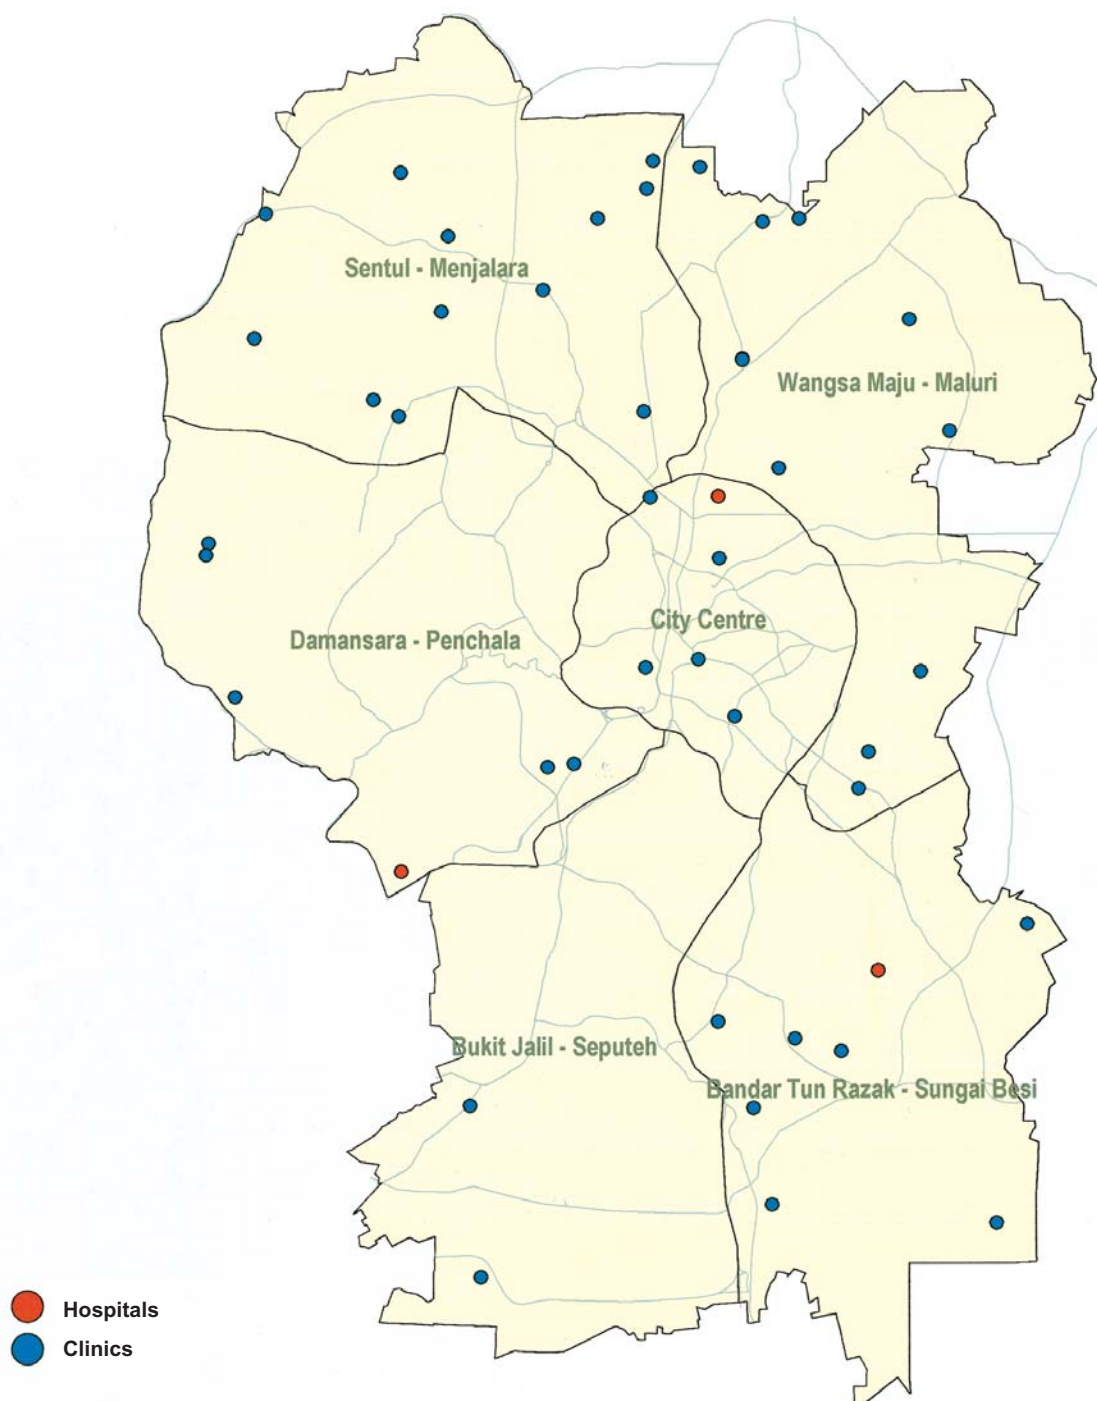 Sentul - Menjalara
Wangsa Maju - Maluri
City Centre
Damansara - Penchala
Bukit Jalil - Seputeh
Bandar Tun Razak - Sungai Besi
Hospitals
Clinics